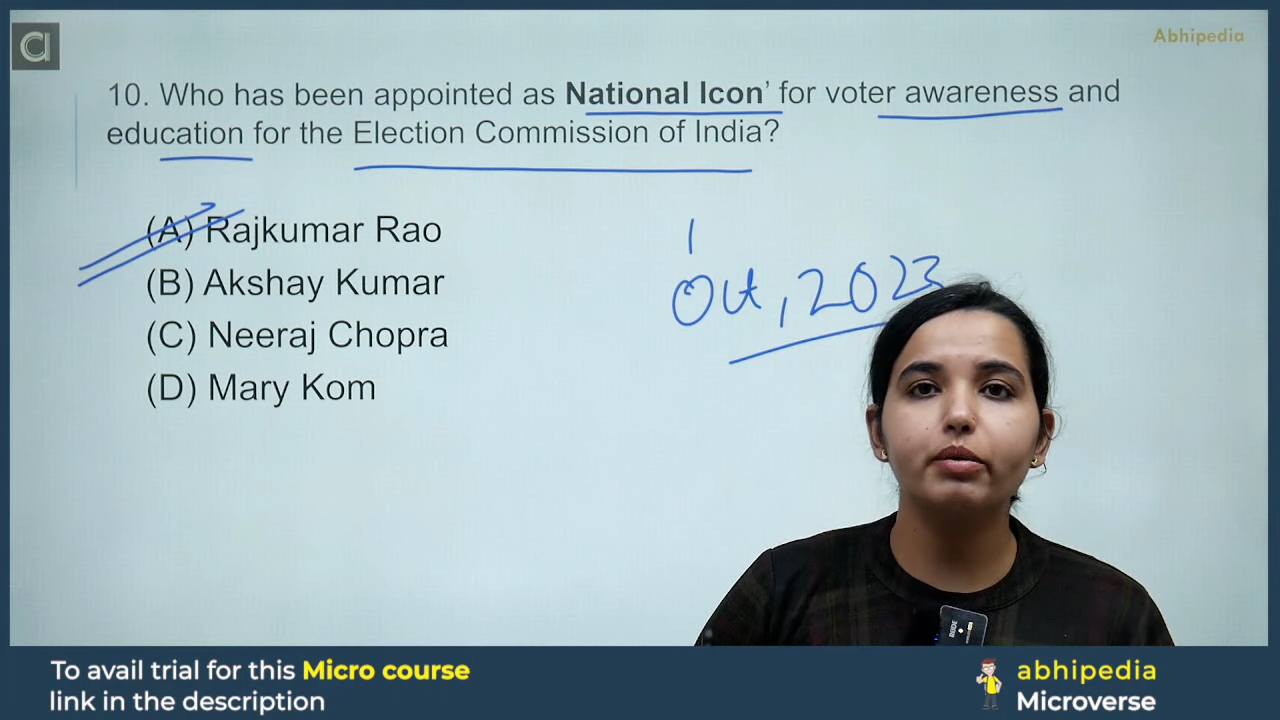 Abhipedia
10. Who has been appointed as National Icon' for voter awareness and
education for the Election Commission of India?
(A) Rajkumar Rao
(B) Akshay Kumar
(C) Neeraj Chopra
(D) Mary Kom
Oct, 2023
To avail trial for this Micro course
link in the description
abhipedia
Microverse